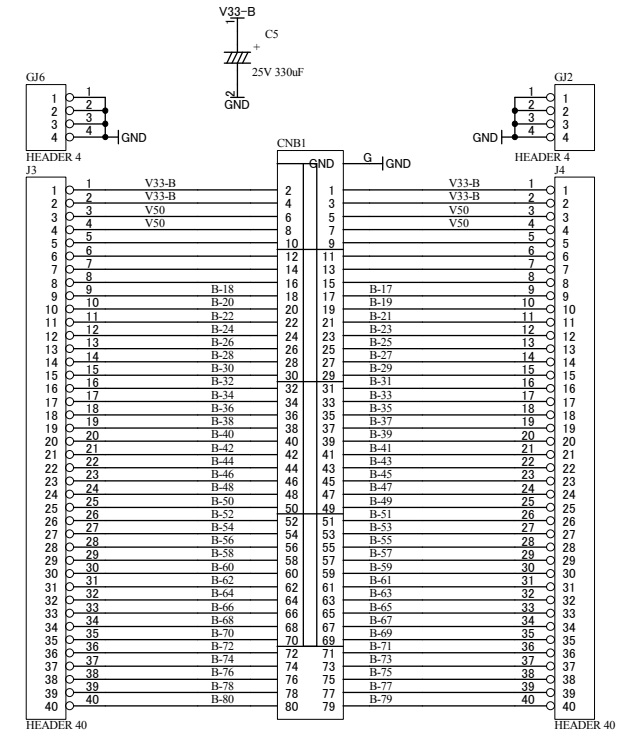 V33-B
1
C5
+
25V 330uF
2
GND
GJ6 GJ2
1 1 1 1
2 2 2 2
3 3 3 3
4 4 GND GND 4 4
HEADER 4 CNB1 HEADER 4
GND G GND
J3 J4
1 1 V33-B 2 1 V33-B 1 1
2 2 V33-B 4 3 V33-B 2 2
3 3 V50 6 5 V50 3 3
4 4 V50 8 7 V50 4 4
5 5 10 9 5 5
6 6 12 11 6 6
7 7 14 13 7 7
8 8 16 15 8 8
9 9 B-18 18 17 B-17 9 9
10 10 B-20 20 19 B-19 10 10
11 11 B-22 22 21 B-21 11 11
12 12 B-24 24 23 B-23 12 12
13 13 B-26 26 25 B-25 13 13
14 14 B-28 28 27 B-27 14 14
15 15 B-30 30 29 B-29 15 15
16 16 B-32 32 31 B-31 16 16
17 17 B-34 34 33 B-33 17 17
18 18 B-36 36 35 B-35 18 18
19 19 B-38 38 37 B-37 19 19
20 20 B-40 40 39 B-39 20 20
21 21 B-42 42 41 B-41 21 21
22 22 B-44 44 43 B-43 22 22
23 23 B-46 46 45 B-45 23 23
24 24 B-48 48 47 B-47 24 24
25 25 B-50 50 49 B-49 25 25
26 26 B-52 52 51 B-51 26 26
27 27 B-54 54 53 B-53 27 27
28 28 B-56 56 55 B-55 28 28
29 29 B-58 58 57 B-57 29 29
30 30 B-60 60 59 B-59 30 30
31 31 B-62 62 61 B-61 31 31
32 32 B-64 64 63 B-63 32 32
33 33 B-66 66 65 B-65 33 33
34 34 B-68 68 67 B-67 34 34
35 35 B-70 70 69 B-69 35 35
36 36 B-72 72 71 B-71 36 36
37 37 B-74 74 73 B-73 37 37
38 38 B-76 76 75 B-75 38 38
39 39 B-78 78 77 B-77 39 39
40 40 B-80 80 79 B-79 40 40
HEADER 40 HEADER 40